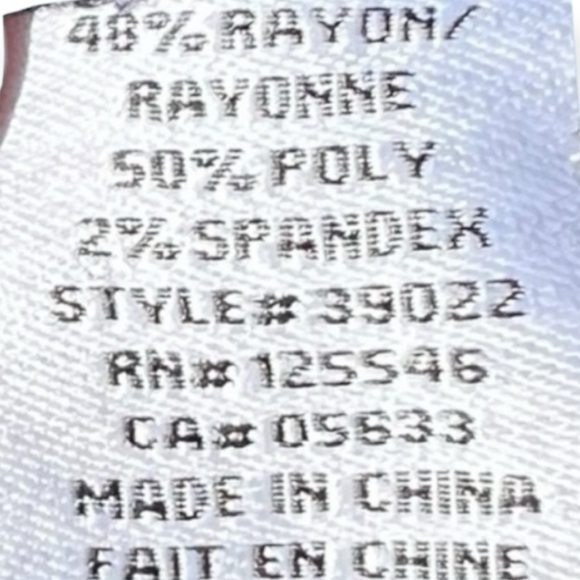 48% RAYON/
RAYONNE
50% POLY
2% SPANDEX
STYLE# 39022
RN# 125546
CA# 05633
MADE IN CHINA
FAIT EN CHINE